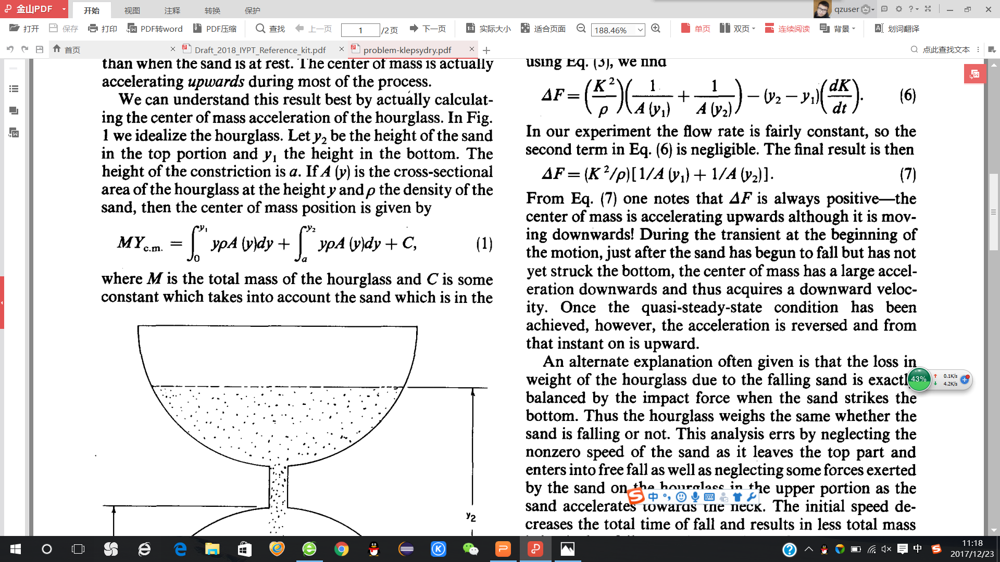 金山PDF
开始
视图
注释
转换
保护
qzuser
打开
保存
打印
PDF转word
PDF压缩
查找
上一页
1
/2页
下一页
实际大小
适合页面
188.46%
单页
双页
连续阅读
背景
划词翻译
首页
Draft_2018_IYPT_Reference_kit.pdf
problem-klepsydry.pdf
点此查找文本
than when the sand is at rest. The center of mass is actually
accelerating upwards during most of the process.
We can understand this result best by actually calculat-
ing the center of mass acceleration of the hourglass. In Fig.
1 we idealize the hourglass. Let y₂ be the height of the sand
in the top portion and y₁ the height in the bottom. The
height of the constriction is a. If A (y) is the cross-sectional
area of the hourglass at the height y and ρ the density of the
sand, then the center of mass position is given by
MY_c.m. = ∫₀^y₁ yρA (y)dy + ∫ₐ^y₂ yρA (y)dy + C, (1)
where M is the total mass of the hourglass and C is some
constant which takes into account the sand which is in the
y₂
using Eq. (3), we find
ΔF = (K²/ρ)(1/A (y₁) + 1/A (y₂)) − (y₂ − y₁)(dK/dt). (6)
In our experiment the flow rate is fairly constant, so the
second term in Eq. (6) is negligible. The final result is then
ΔF = (K²/ρ)[1/A (y₁) + 1/A (y₂)]. (7)
From Eq. (7) one notes that ΔF is always positive—the
center of mass is accelerating upwards although it is mov-
ing downwards! During the transient at the beginning of
the motion, just after the sand has begun to fall but has not
yet struck the bottom, the center of mass has a large accel-
eration downwards and thus acquires a downward veloc-
ity. Once the quasi-steady-state condition has been
achieved, however, the acceleration is reversed and from
that instant on is upward.
An alternate explanation often given is that the loss in
weight of the hourglass due to the falling sand is exactly
balanced by the impact force when the sand strikes the
bottom. Thus the hourglass weighs the same whether the
sand is falling or not. This analysis errs by neglecting the
nonzero speed of the sand as it leaves the top part and
enters into free fall as well as neglecting some forces exerted
by the sand on the hourglass in the upper portion as the
sand accelerates towards the neck. The initial speed de-
creases the total time of fall and results in less total mass
43%
0.1K/s
4.2K/s
中
中
11:18
2017/12/23